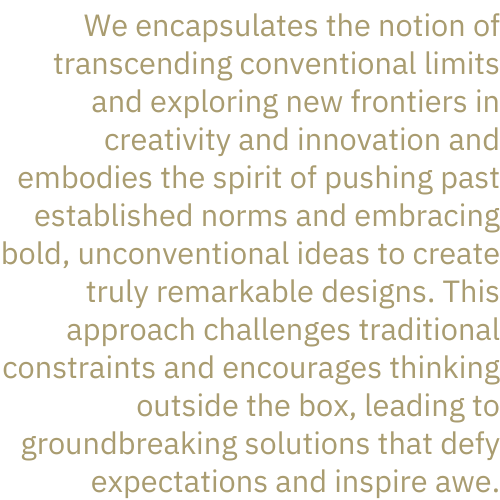 We encapsulates the notion of
transcending conventional limits
and exploring new frontiers in
creativity and innovation and
embodies the spirit of pushing past
established norms and embracing
bold, unconventional ideas to create
truly remarkable designs. This
approach challenges traditional
constraints and encourages thinking
outside the box, leading to
groundbreaking solutions that defy
expectations and inspire awe.